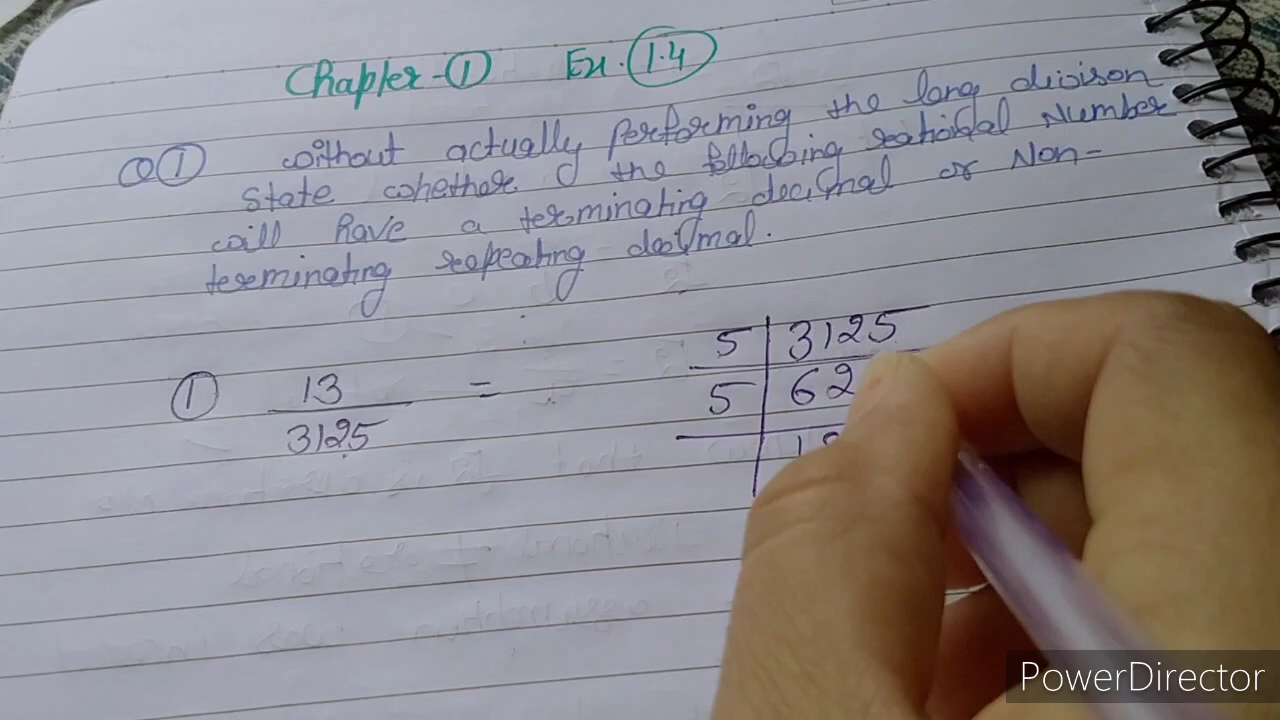 Chapter-① Ex. 1.4
Q① without actually performing the long divison
state whether the following rational Number
will have a terminating decimal or Non-
terminating repeating decimal.
① 13 =
3125
5 | 3125
5 | 62
PowerDirector